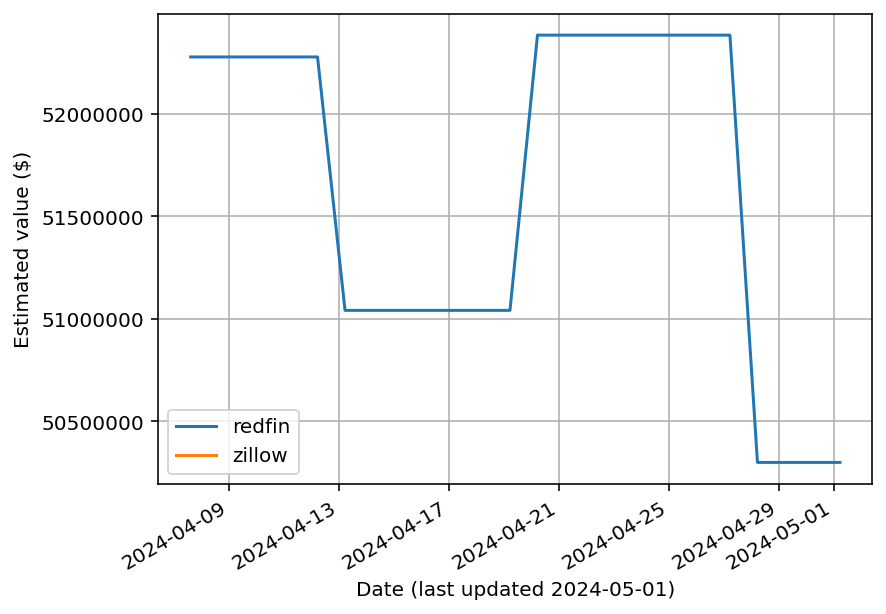 Estimated value ($)
52000000
51500000
51000000
50500000
redfin
zillow
2024-04-09
2024-04-13
2024-04-17
2024-04-21
2024-04-25
2024-04-29
2024-05-01
Date (last updated 2024-05-01)